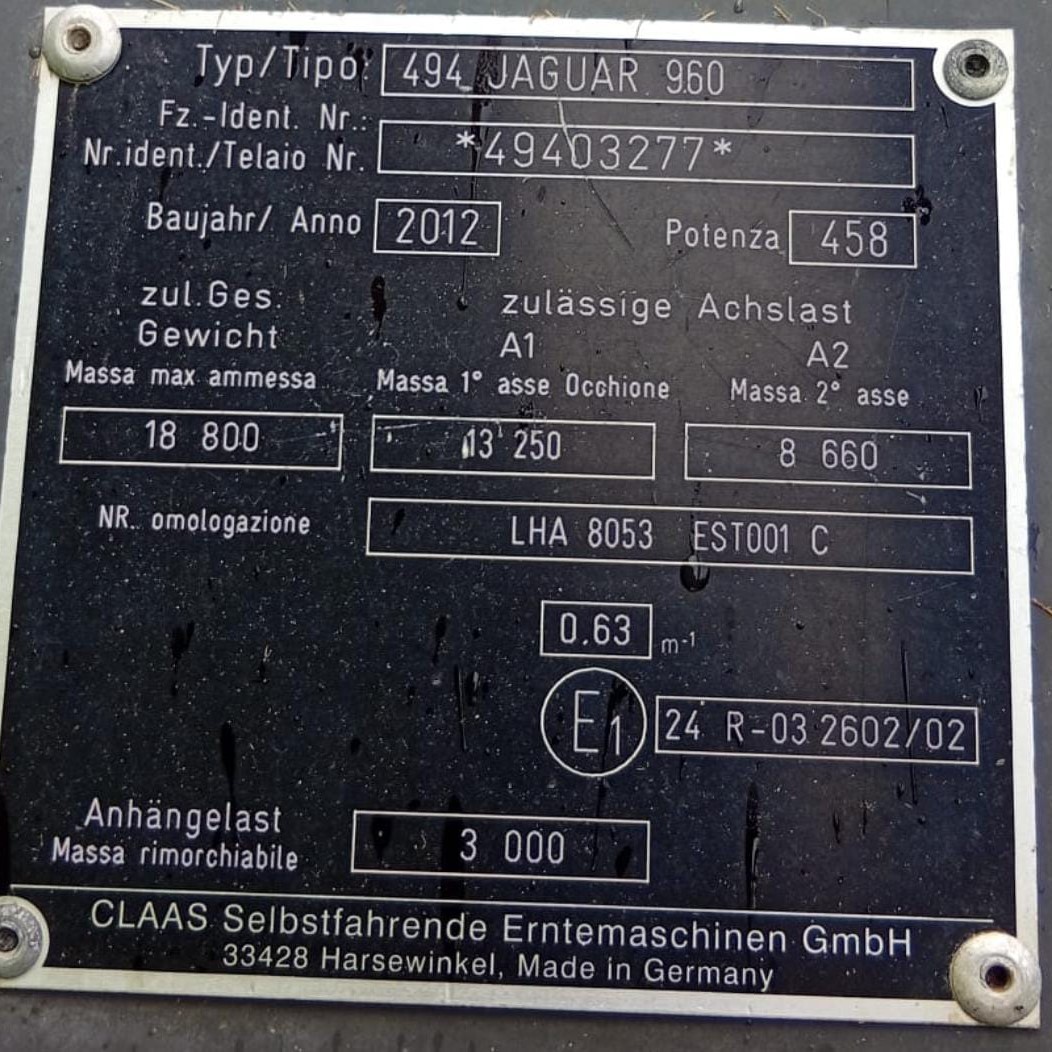 Typ/Tipo: 494 JAGUAR 960
Fz.-Ident. Nr.:
Nr.ident./Telaio Nr. *49403277*
Baujahr/ Anno 2012 Potenza 458
zul.Ges. zulässige Achslast
Gewicht A1 A2
Massa max ammessa Massa 1° asse Occhione Massa 2° asse
18 800 13 250 8 660
NR. omologazione LHA 8053 EST001 C
0.63 m⁻¹
E1 24 R-03 2602/02
Anhängelast
Massa rimorchiabile 3 000
CLAAS Selbstfahrende Erntemaschinen GmbH
33428 Harsewinkel, Made in Germany